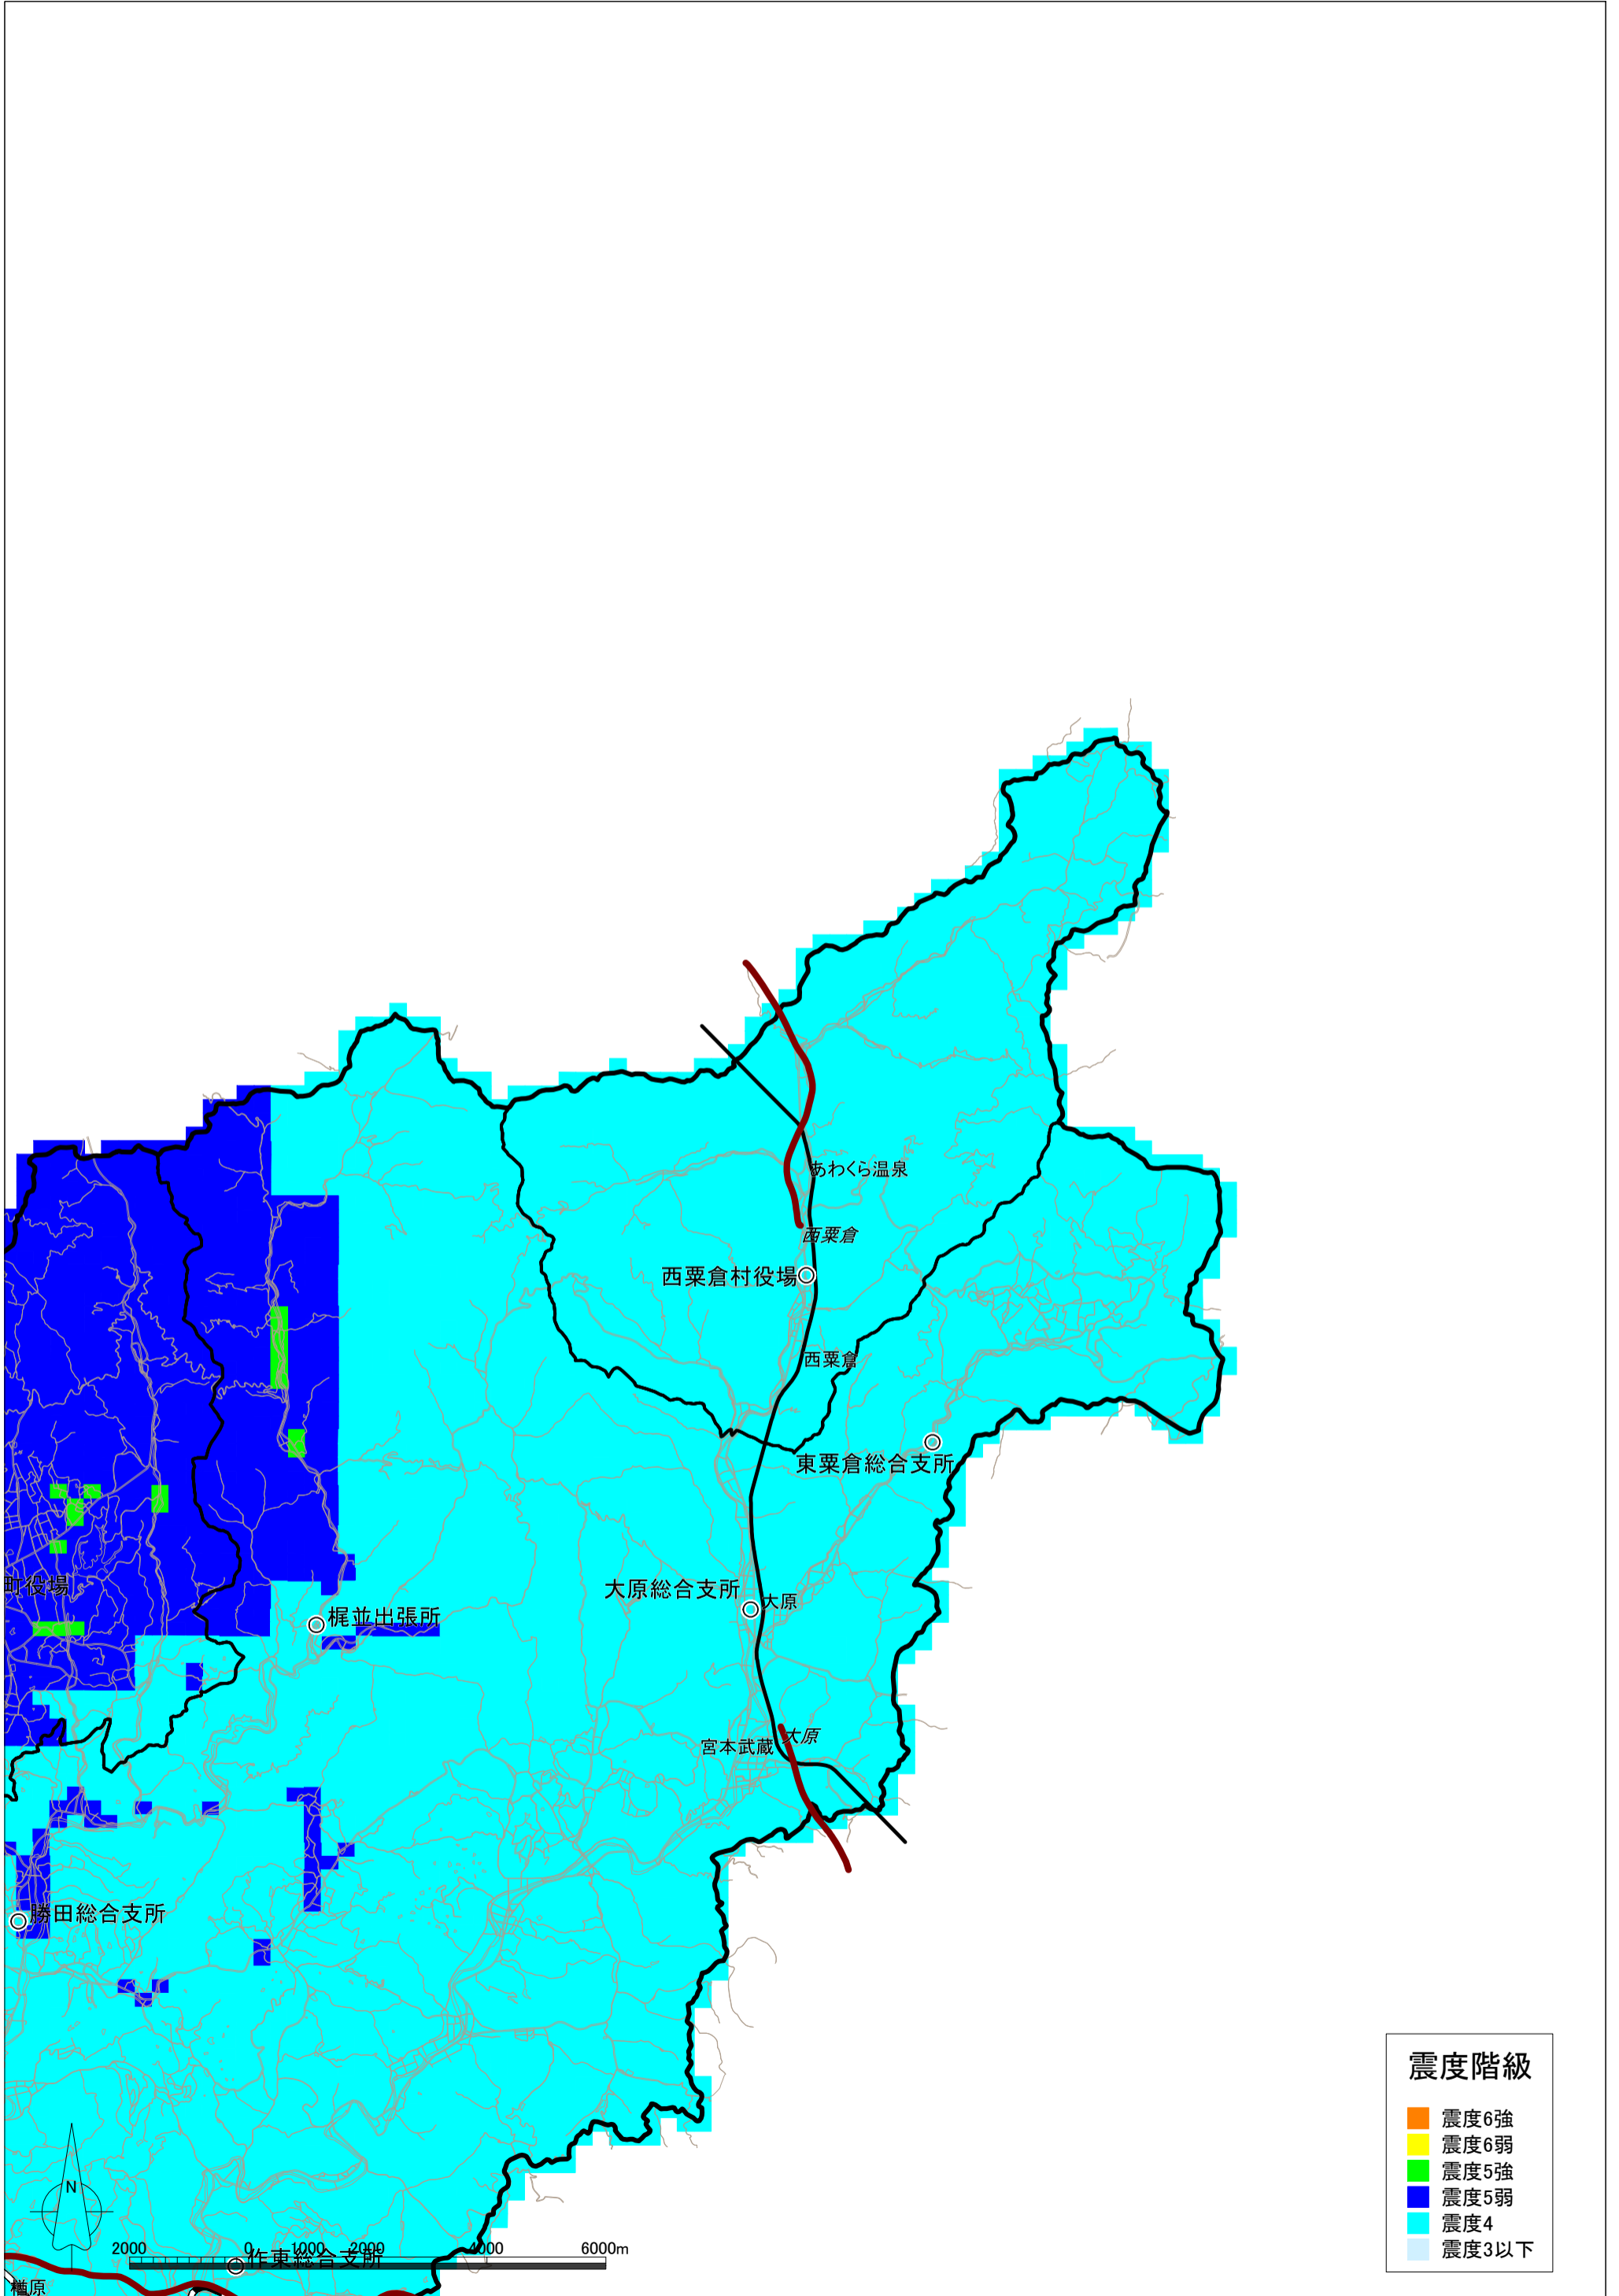 あわくら温泉
西粟倉
西粟倉村役場
西粟倉
東粟倉総合支所
町役場
大原総合支所
大原
梶並出張所
大原
宮本武蔵
勝田総合支所
震度階級
震度6強
震度6弱
震度5強
震度5弱
震度4
震度3以下
N
2000 0 1000 2000 4000 6000m
作東総合支所
楢原